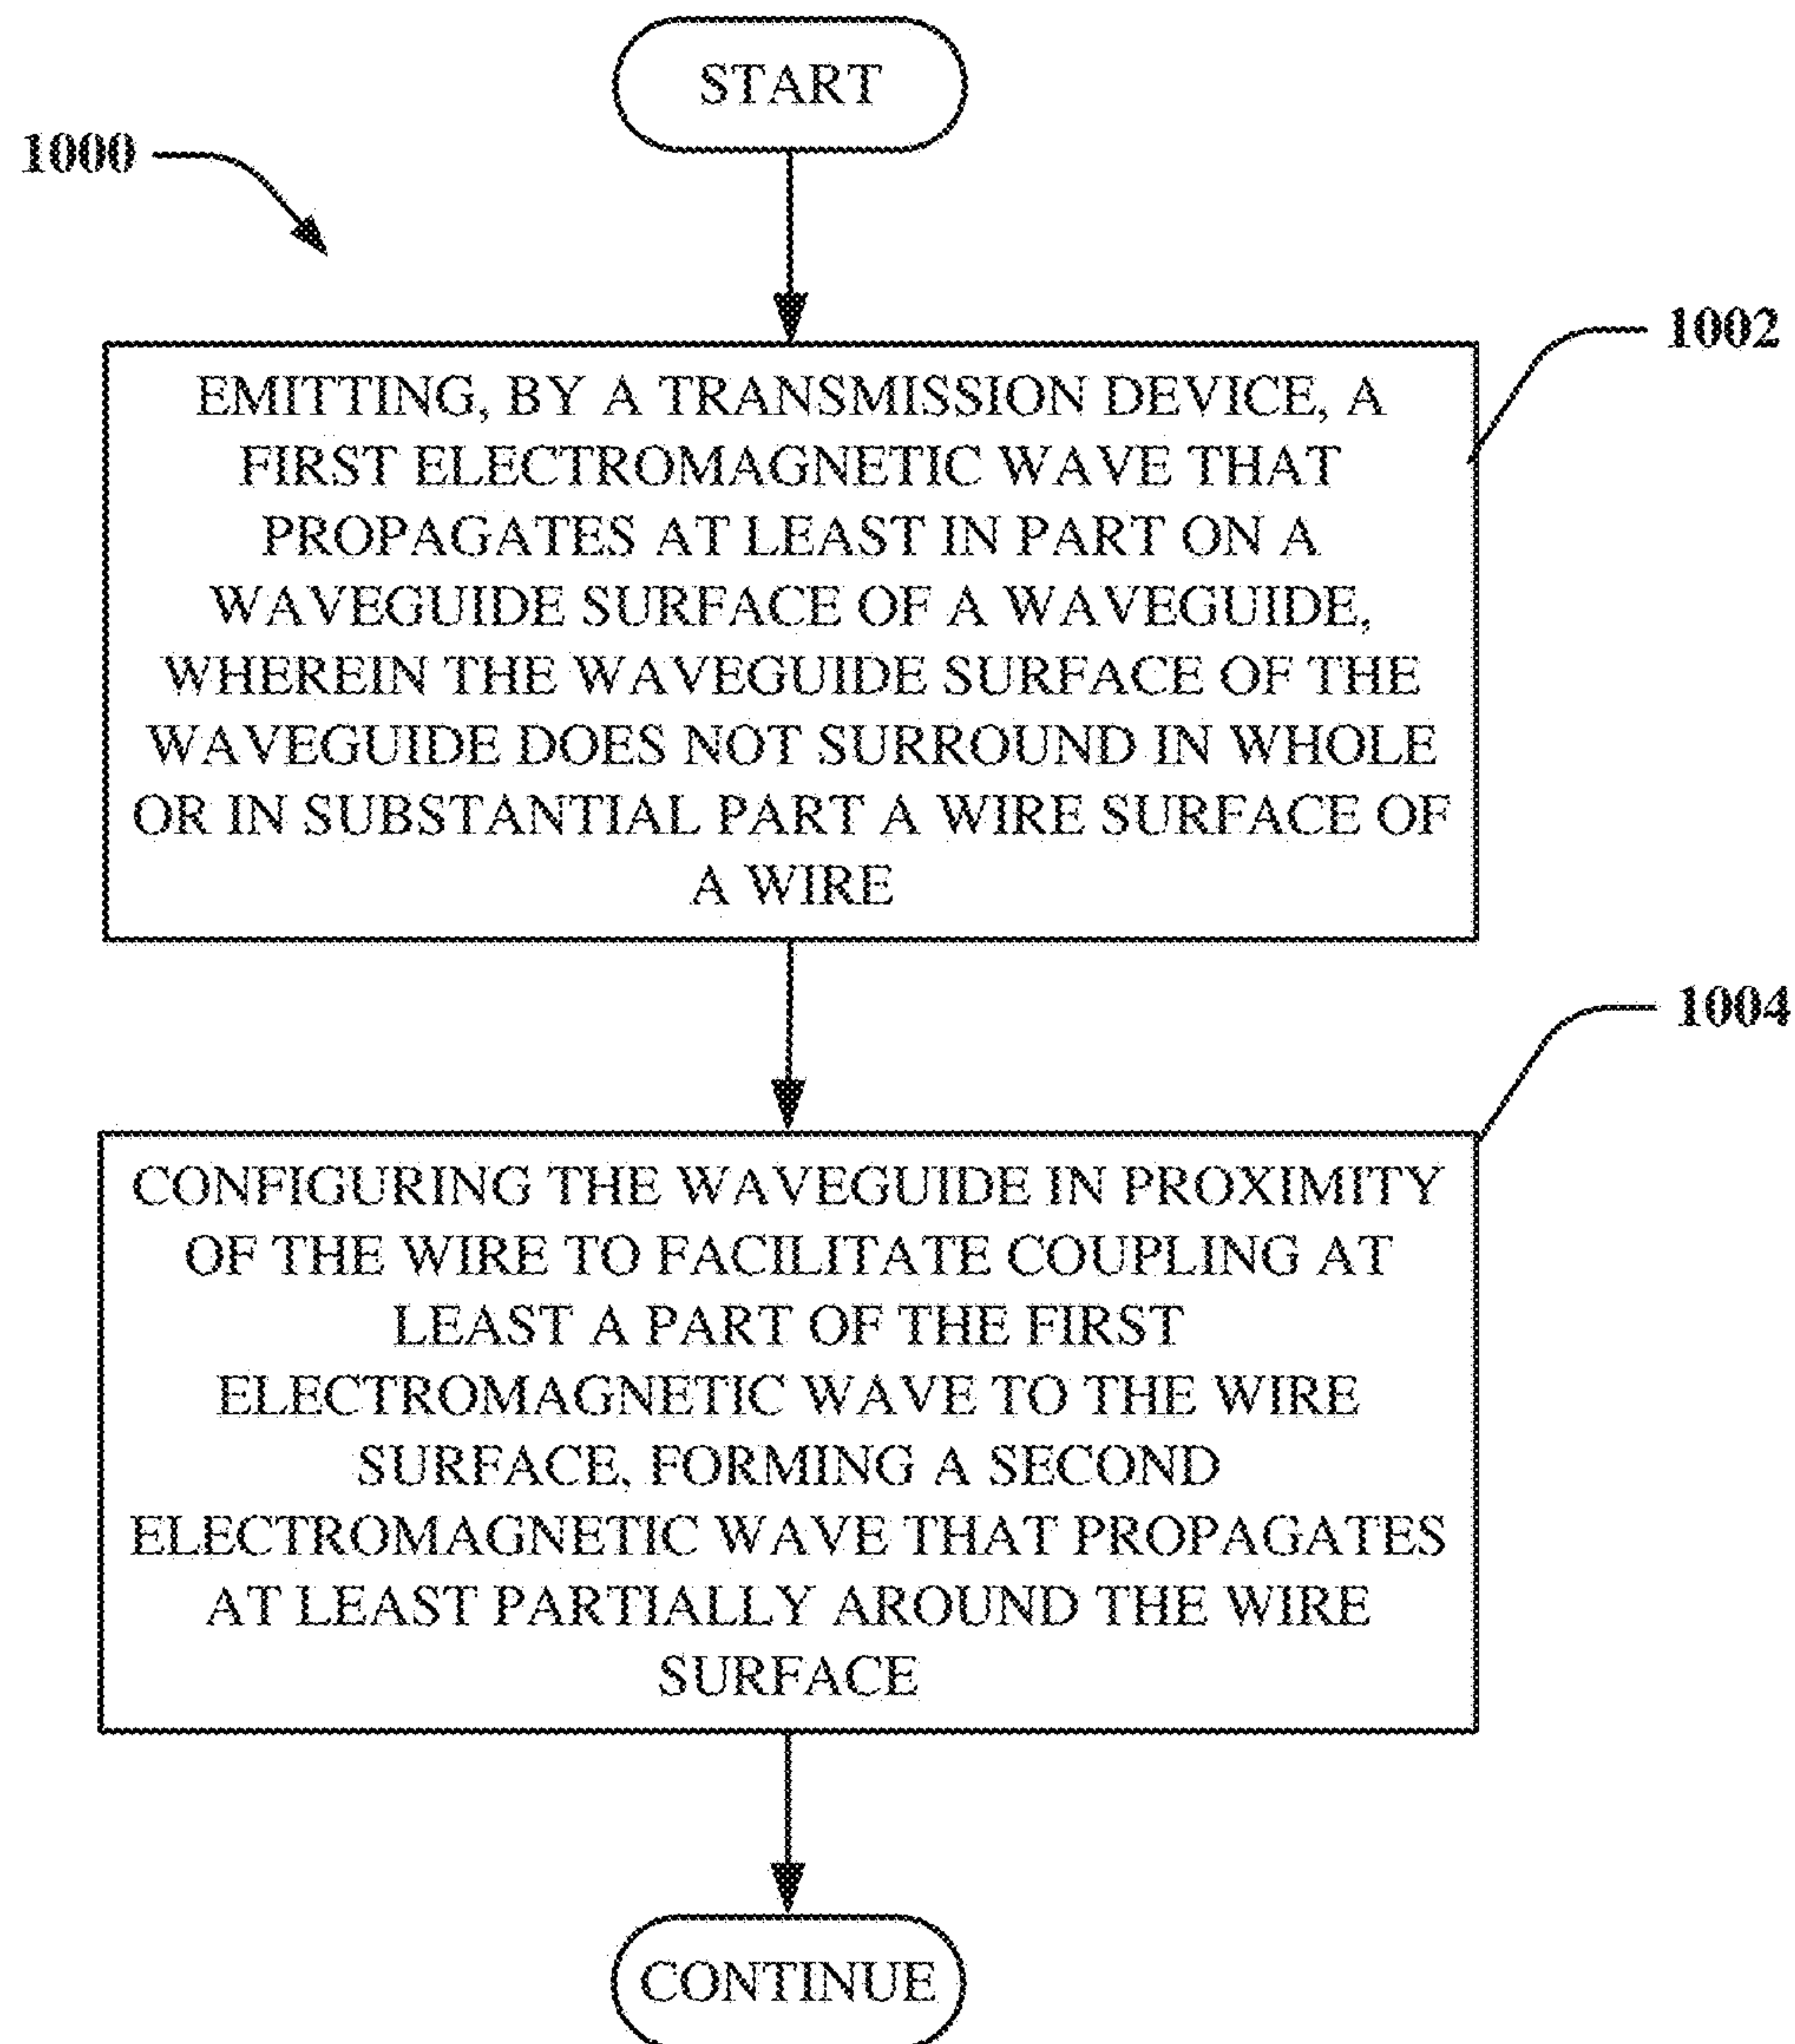 START
1000
1002
EMITTING, BY A TRANSMISSION DEVICE, A
FIRST ELECTROMAGNETIC WAVE THAT
PROPAGATES AT LEAST IN PART ON A
WAVEGUIDE SURFACE OF A WAVEGUIDE,
WHEREIN THE WAVEGUIDE SURFACE OF THE
WAVEGUIDE DOES NOT SURROUND IN WHOLE
OR IN SUBSTANTIAL PART A WIRE SURFACE OF
A WIRE
1004
CONFIGURING THE WAVEGUIDE IN PROXIMITY
OF THE WIRE TO FACILITATE COUPLING AT
LEAST A PART OF THE FIRST
ELECTROMAGNETIC WAVE TO THE WIRE
SURFACE, FORMING A SECOND
ELECTROMAGNETIC WAVE THAT PROPAGATES
AT LEAST PARTIALLY AROUND THE WIRE
SURFACE
CONTINUE